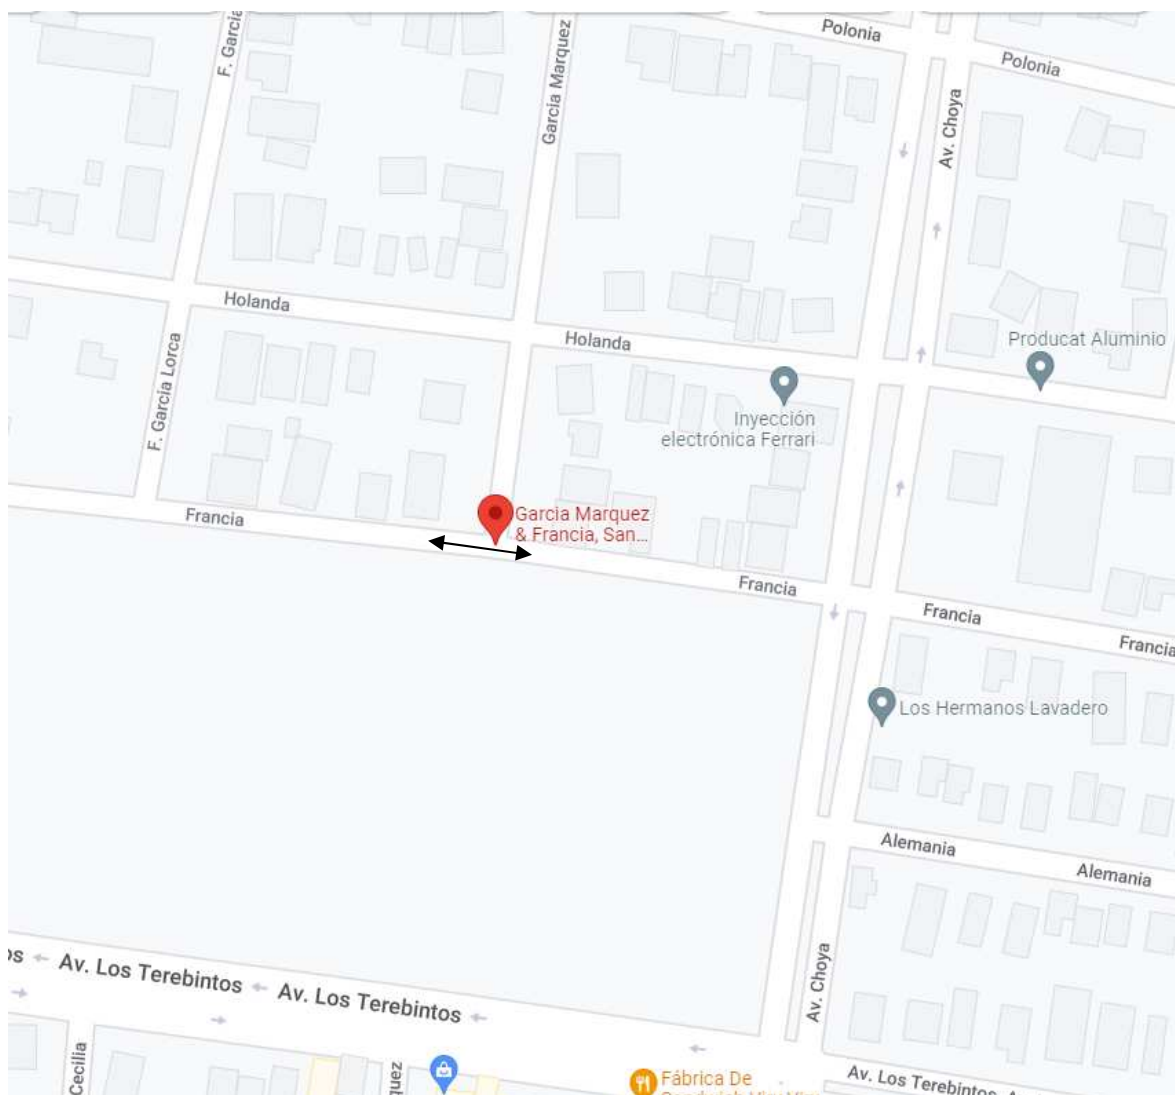 Polonia
F. Garcia
Garcia Marquez
Polonia
Av. Choya
Holanda
Holanda
Producat Aluminio
F. Garcia Lorca
Inyección
electrónica Ferrari
Francia
Garcia Marquez
& Francia, San...
Francia
Francia
Francia
Los Hermanos Lavadero
Alemania
Alemania
os
Av. Los Terebintos
Av. Los Terebintos
Av. Choya
Cecilia
quez
Fábrica De
Av. Los Terebintos